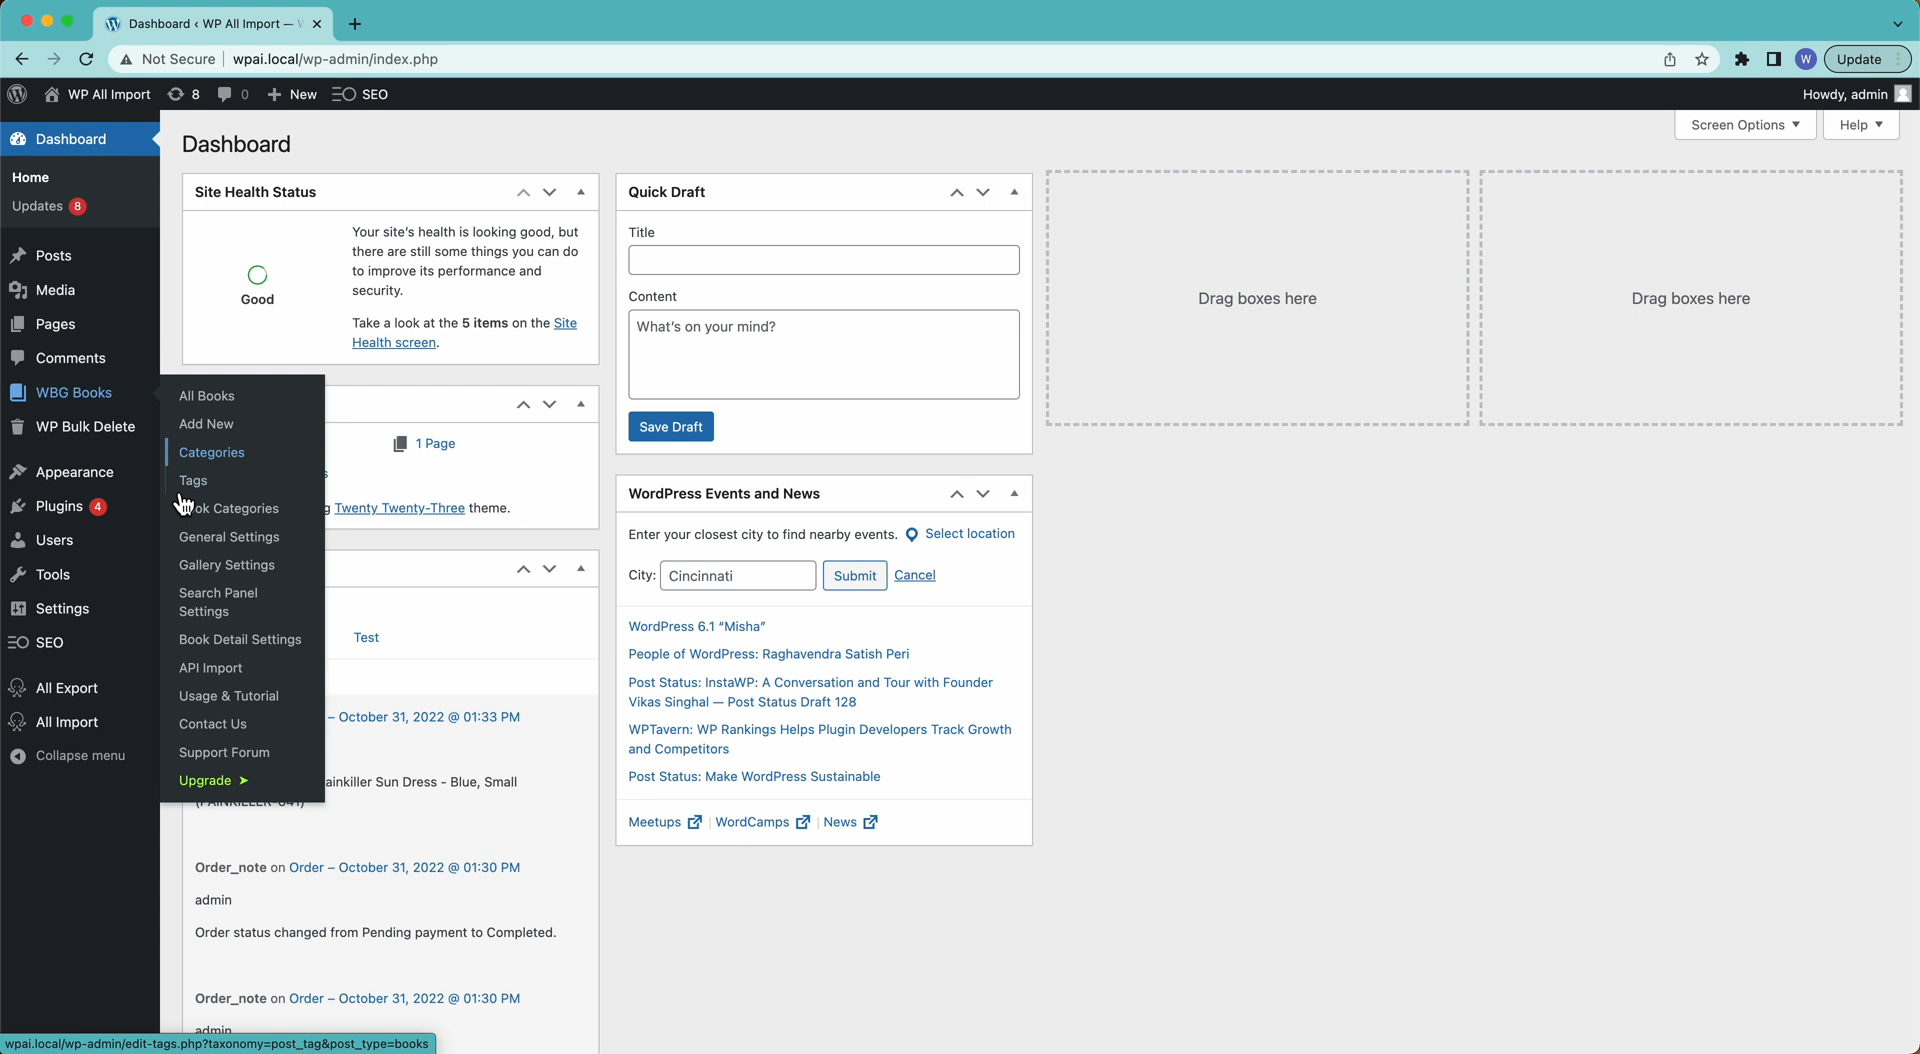 Dashboard ‹ WP All Import —
Not Secure wpai.local/wp-admin/index.php
W Update
WP All Import 8 0 New SEO
Howdy, admin
Dashboard
Home
Updates 8
Posts
Media
Pages
Comments
WBG Books
WP Bulk Delete
Appearance
Plugins 4
Users
Tools
Settings
SEO
All Export
All Import
Collapse menu
All Books
Add New
Categories
Tags
Categories
General Settings
Gallery Settings
Search Panel
Settings
Book Detail Settings
API Import
Usage & Tutorial
Contact Us
Support Forum
Upgrade ➤
Dashboard
Screen Options ▼
Help ▼
Site Health Status
Good
Your site's health is looking good, but
there are still some things you can do
to improve its performance and
security.
Take a look at the 5 items on the Site
Health screen.
1 Page
Twenty Twenty-Three theme.
Test
– October 31, 2022 @ 01:33 PM
Sun Dress - Blue, Small
Order_note on Order – October 31, 2022 @ 01:30 PM
admin
Order status changed from Pending payment to Completed.
Order_note on Order – October 31, 2022 @ 01:30 PM
admin
Quick Draft
Title
Content
What's on your mind?
Save Draft
WordPress Events and News
Enter your closest city to find nearby events. Select location
City: Cincinnati Submit Cancel
WordPress 6.1 “Misha”
People of WordPress: Raghavendra Satish Peri
Post Status: InstaWP: A Conversation and Tour with Founder
Vikas Singhal — Post Status Draft 128
WPTavern: WP Rankings Helps Plugin Developers Track Growth
and Competitors
Post Status: Make WordPress Sustainable
Meetups | WordCamps | News
Drag boxes here
Drag boxes here
wpai.local/wp-admin/edit-tags.php?taxonomy=post_tag&post_type=books